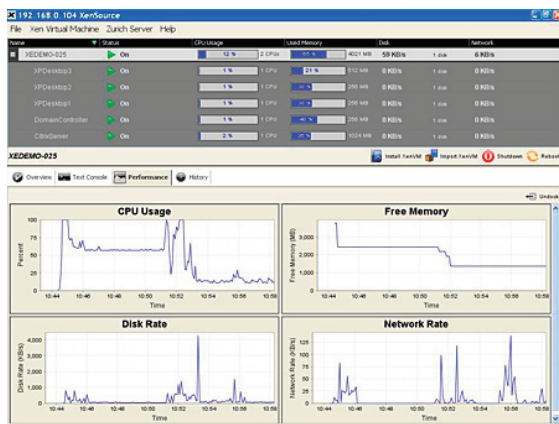 192.168.0.104 XenSource
File Xen Virtual Machine Zurich Server Help
Name Status CPU Usage Used Memory Disk Network
XEDEMO-025 On 12 % 2 CPUs 4021 MB 59 KB/s 1 disk 6 KB/s
XPDesktop3 On 1 % 1 CPU 21 % 512 MB 0 KB/s 1 disk 0 KB/s
XPDesktop2 On 1 % 1 CPU 256 MB 0 KB/s 1 disk 0 KB/s
XPDesktop1 On 1 % 1 CPU 256 MB 0 KB/s 1 disk 0 KB/s
DomainController On 1 % 1 CPU 256 MB 0 KB/s 1 disk 0 KB/s
CitrixServer On 2 % 1 CPU 1024 MB 0 KB/s 1 disk 0 KB/s
XEDEMO-025
Install XenVM Import XenVM Shutdown Reboot
Overview Text Console Performance History
Undock
CPU Usage
Percent
100
75
50
25
0
10:44 10:46 10:48 10:50 10:52 10:54 10:56 10:58
Time
Free Memory
Free Memory (MB)
3,000
2,000
1,000
0
10:44 10:46 10:48 10:50 10:52 10:54 10:56 10:58
Time
Disk Rate
Disk Rate (KB/s)
4,000
3,000
2,000
1,000
0
10:44 10:46 10:48 10:50 10:52 10:54 10:56 10:58
Time
Network Rate
Network Rate (KB/s)
125
100
75
50
25
0
10:44 10:46 10:48 10:50 10:52 10:54 10:56 10:58
Time